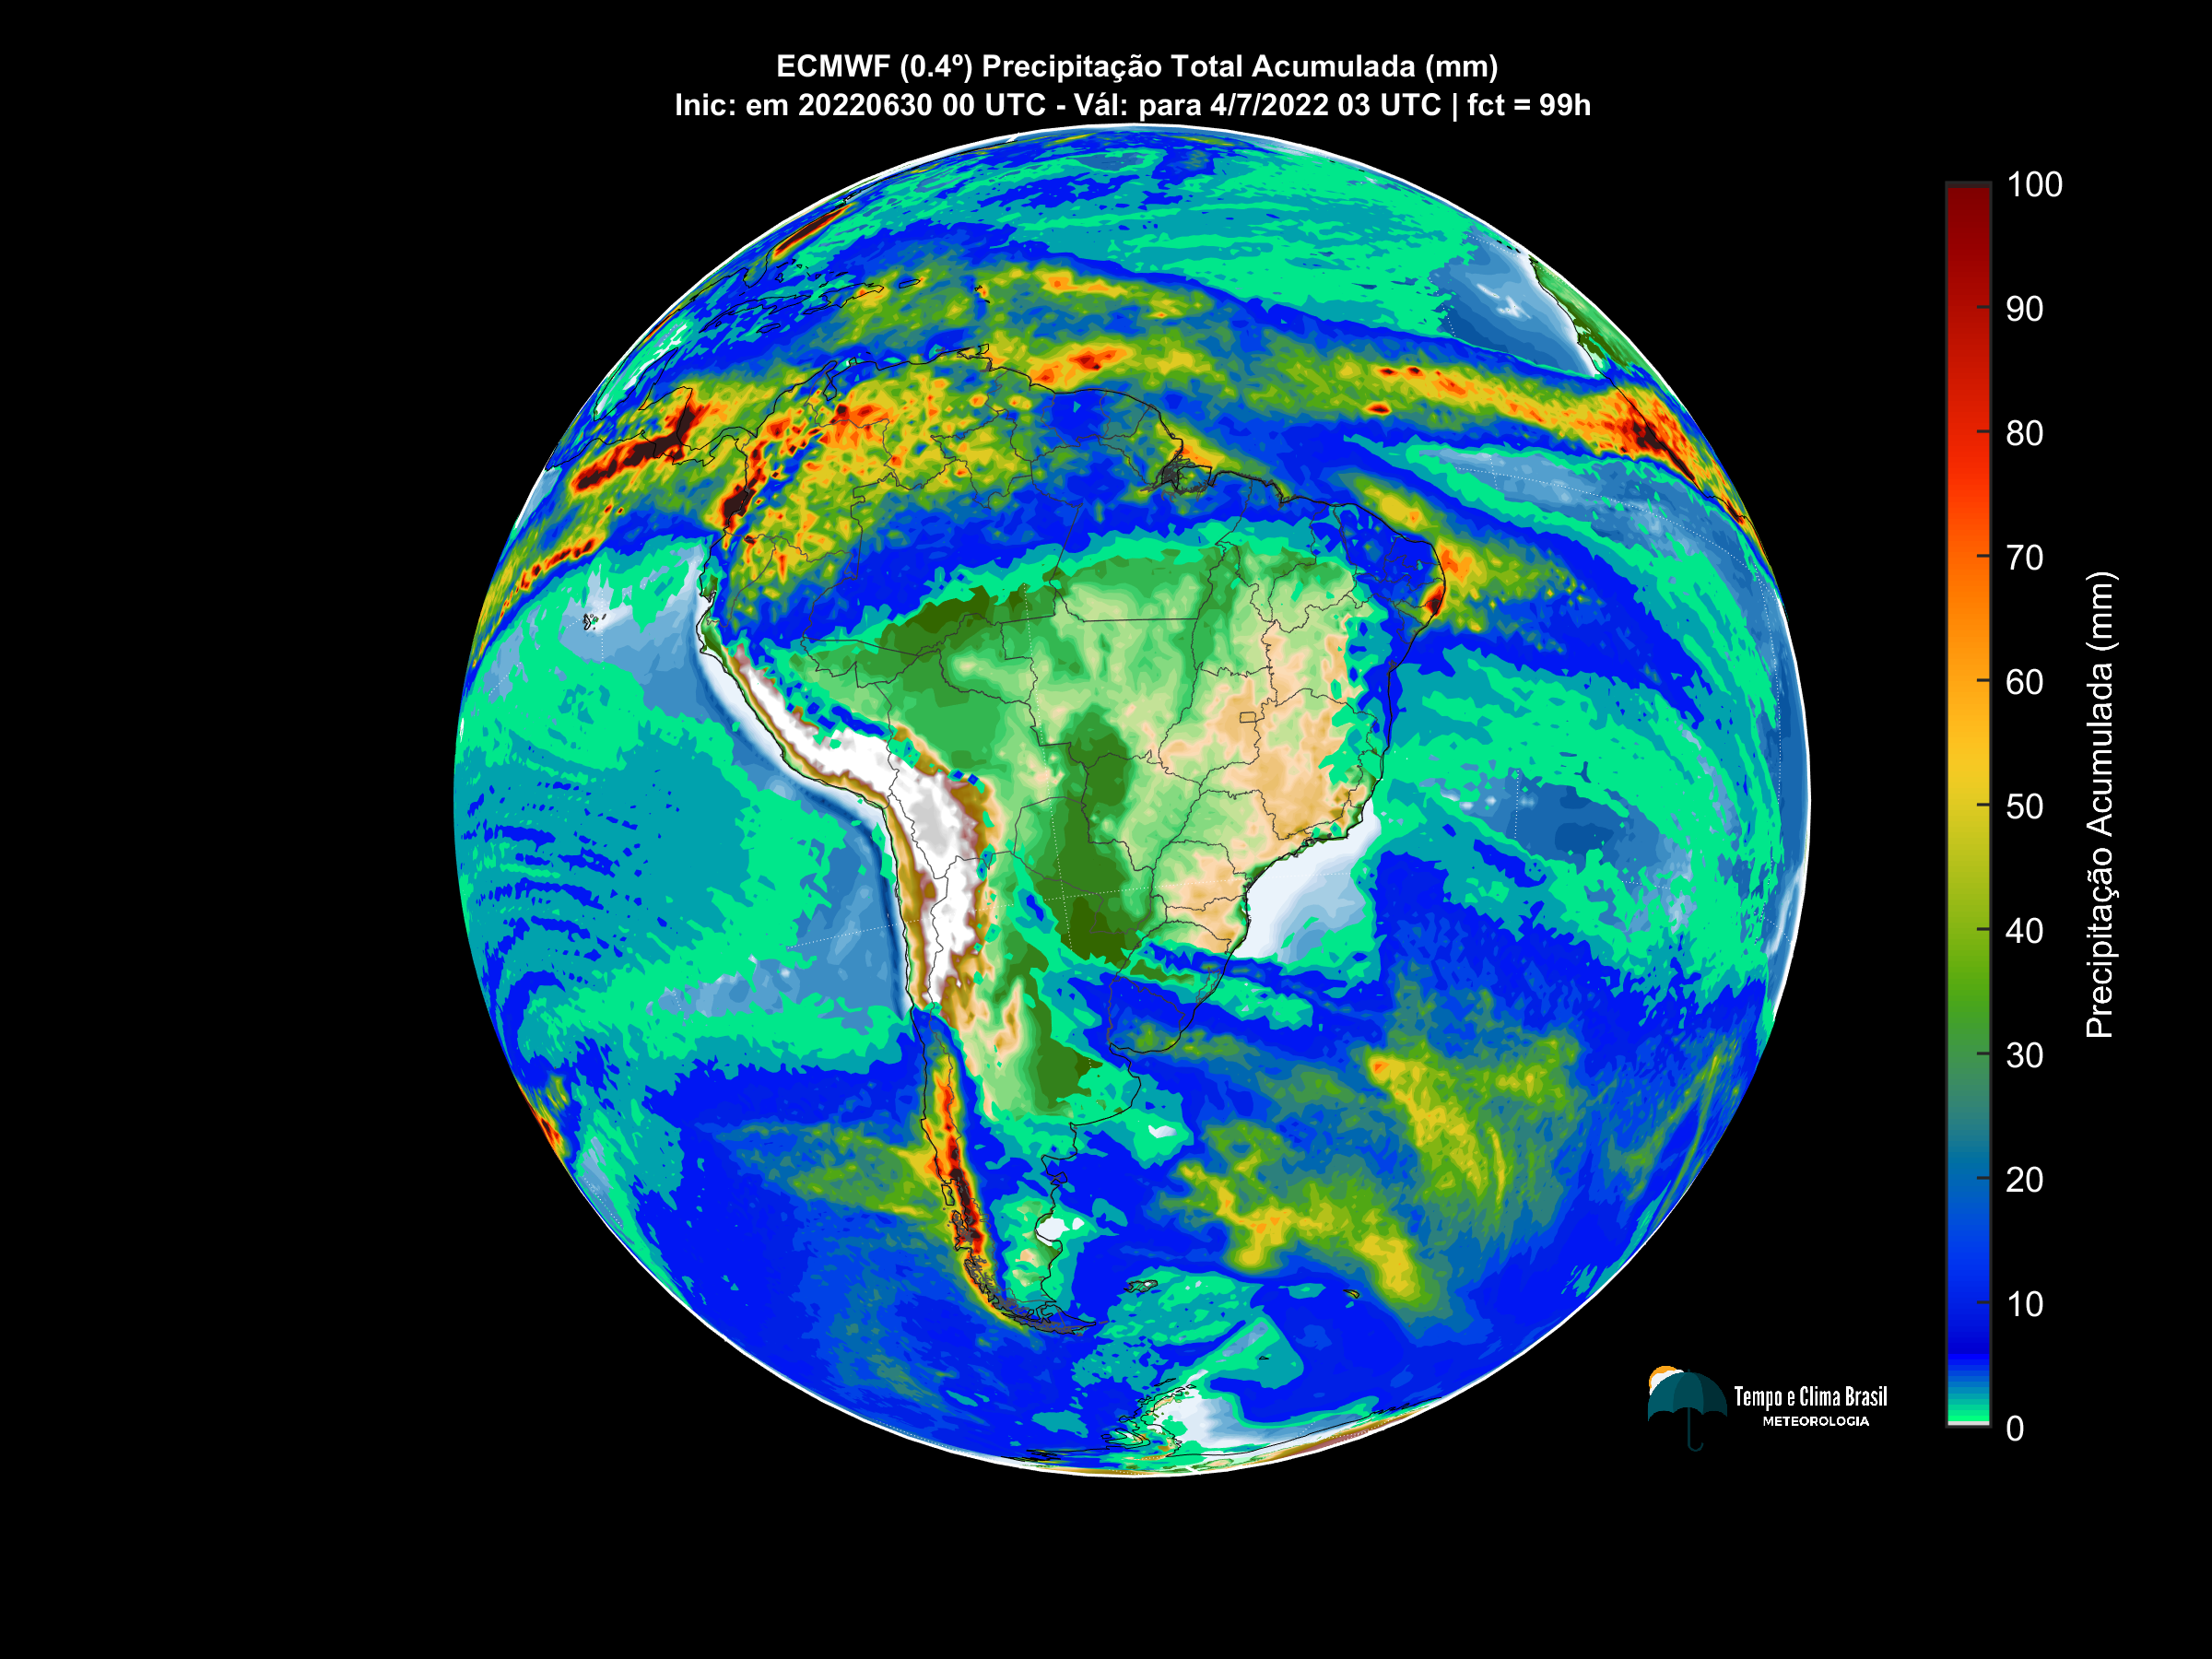 ECMWF (0.4º) Precipitação Total Acumulada (mm)
Inic: em 20220630 00 UTC - Vál: para 4/7/2022 03 UTC | fct = 99h
100
90
80
70
60
50
40
30
20
10
0
Precipitação Acumulada (mm)
Tempo e Clima Brasil
METEOROLOGIA